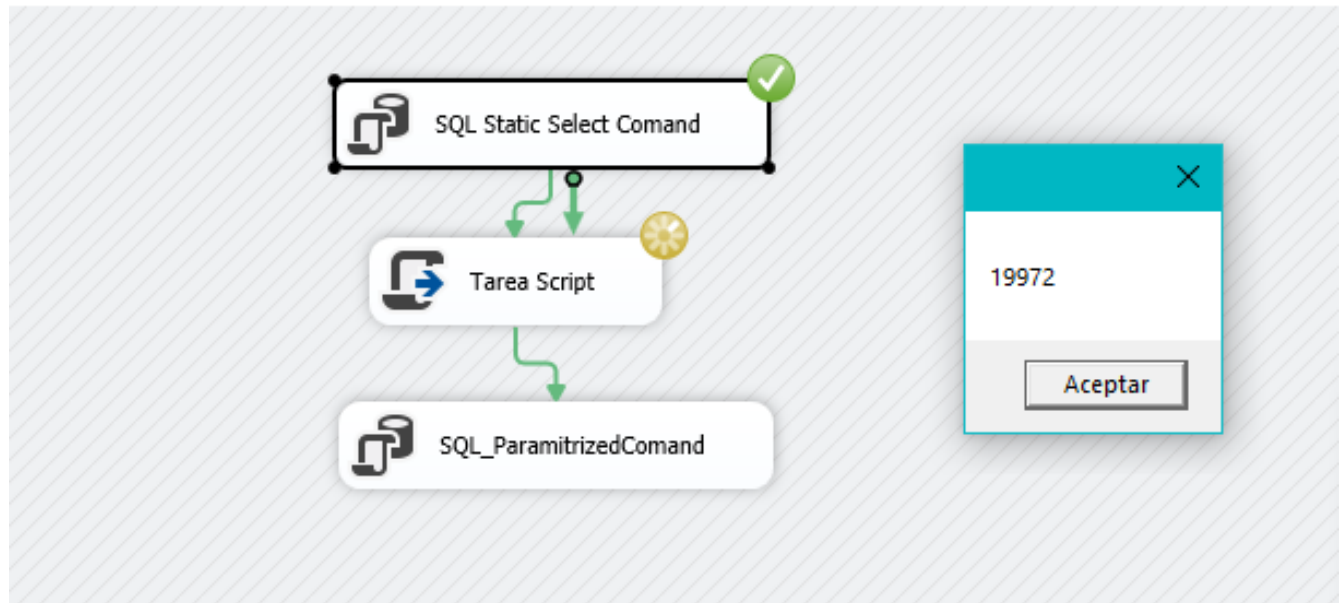 SQL Static Select Comand
Tarea Script
SQL_ParamitrizedComand
19972
Aceptar